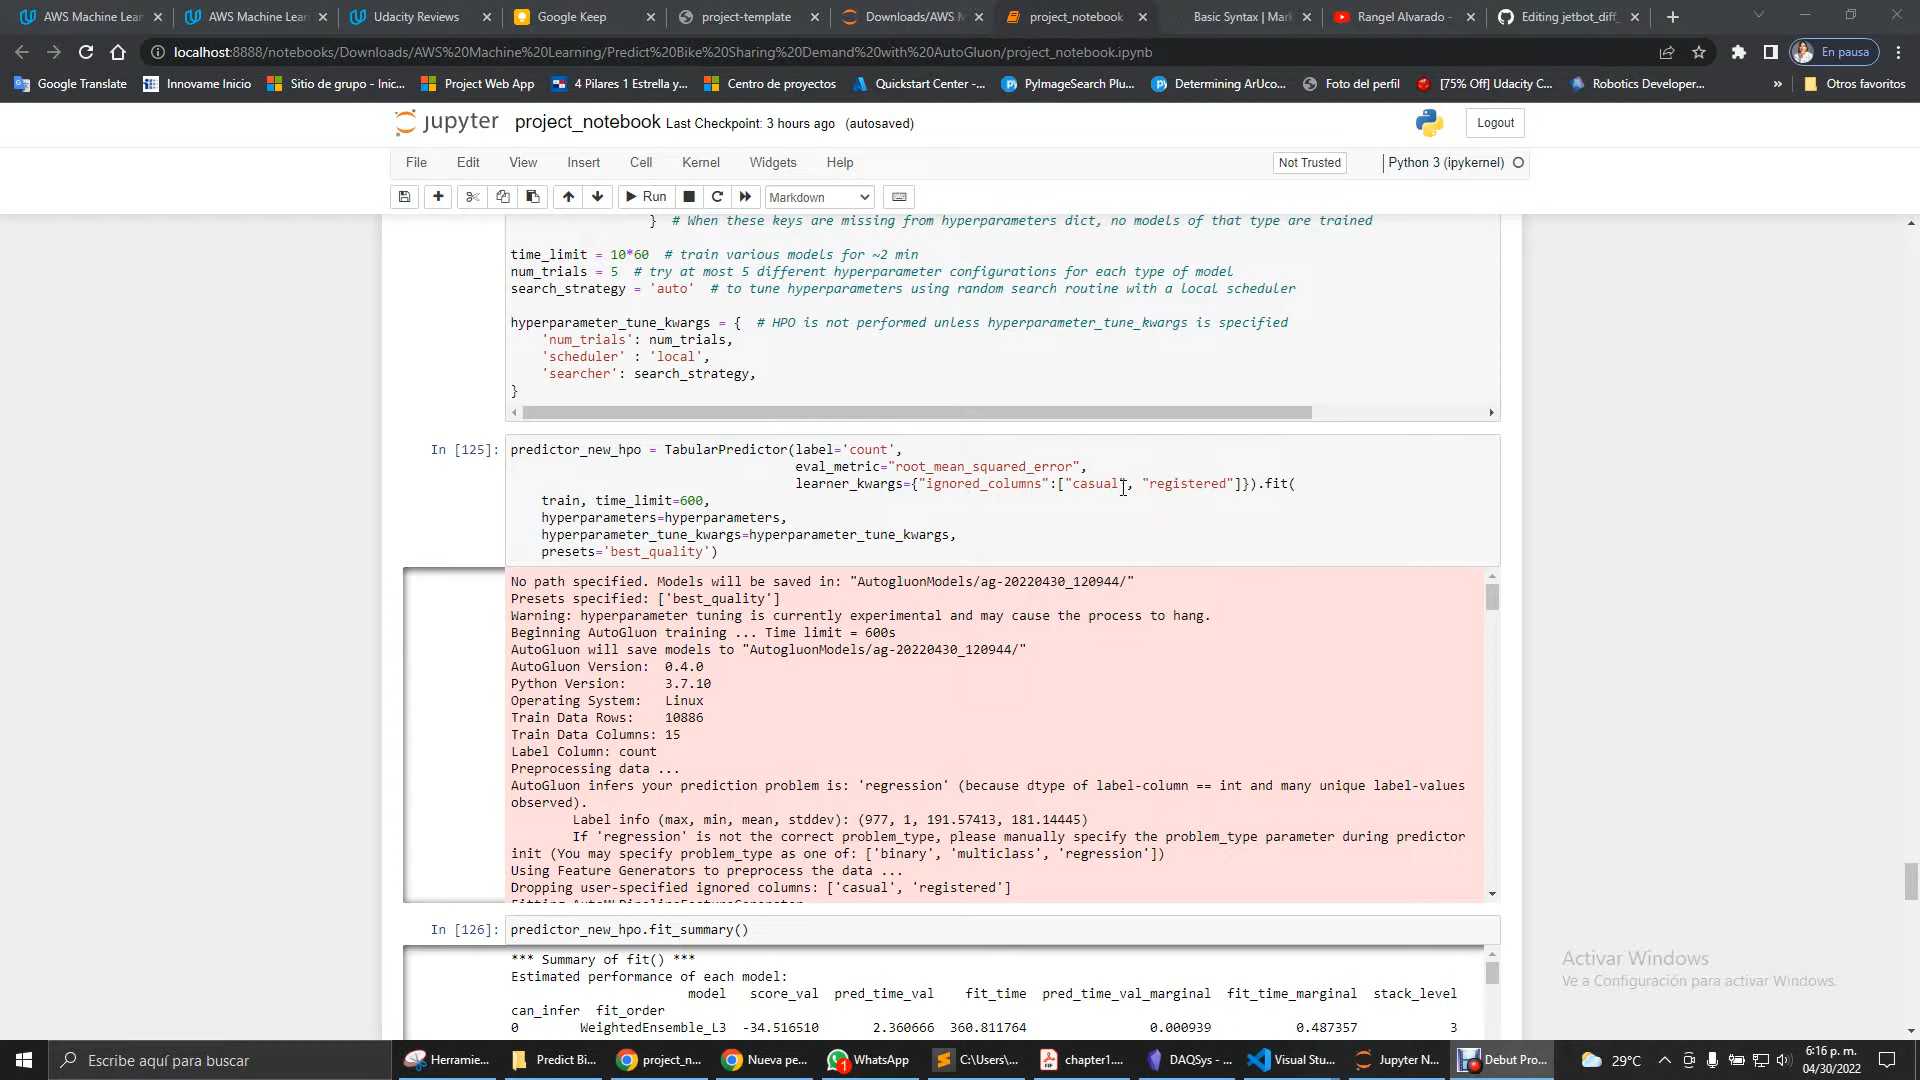 AWS Machine Lear
AWS Machine Lear
Udacity Reviews
Google Keep
project-template
Downloads/AWS M
project_notebook
Basic Syntax | Mark
Rangel Alvarado -
Editing jetbot_diff_
localhost:8888/notebooks/Downloads/AWS%20Machine%20Learning/Predict%20Bike%20Sharing%20Demand%20with%20AutoGluon/project_notebook.ipynb
En pausa
Google Translate
Innovame Inicio
Sitio de grupo - Inic...
Project Web App
4 Pilares 1 Estrella y...
Centro de proyectos
Quickstart Center -...
PyImageSearch Plu...
Determining ArUco...
Foto del perfil
[75% Off] Udacity C...
Robotics Developer...
»
Otros favoritos
jupyter project_notebook Last Checkpoint: 3 hours ago (autosaved)
Logout
File Edit View Insert Cell Kernel Widgets Help
Not Trusted
Python 3 (ipykernel)
Run
Markdown
} # When these keys are missing from hyperparameters dict, no models of that type are trained
time_limit = 10*60 # train various models for ~2 min
num_trials = 5 # try at most 5 different hyperparameter configurations for each type of model
search_strategy = 'auto' # to tune hyperparameters using random search routine with a local scheduler
hyperparameter_tune_kwargs = { # HPO is not performed unless hyperparameter_tune_kwargs is specified
'num_trials': num_trials,
'scheduler' : 'local',
'searcher': search_strategy,
}
In [125]: predictor_new_hpo = TabularPredictor(label='count',
eval_metric="root_mean_squared_error",
learner_kwargs={"ignored_columns":["casual", "registered"]}).fit(
train, time_limit=600,
hyperparameters=hyperparameters,
hyperparameter_tune_kwargs=hyperparameter_tune_kwargs,
presets='best_quality')
No path specified. Models will be saved in: "AutogluonModels/ag-20220430_120944/"
Presets specified: ['best_quality']
Warning: hyperparameter tuning is currently experimental and may cause the process to hang.
Beginning AutoGluon training ... Time limit = 600s
AutoGluon will save models to "AutogluonModels/ag-20220430_120944/"
AutoGluon Version: 0.4.0
Python Version: 3.7.10
Operating System: Linux
Train Data Rows: 10886
Train Data Columns: 15
Label Column: count
Preprocessing data ...
AutoGluon infers your prediction problem is: 'regression' (because dtype of label-column == int and many unique label-values
observed).
Label info (max, min, mean, stddev): (977, 1, 191.57413, 181.14445)
If 'regression' is not the correct problem_type, please manually specify the problem_type parameter during predictor
init (You may specify problem_type as one of: ['binary', 'multiclass', 'regression'])
Using Feature Generators to preprocess the data ...
Dropping user-specified ignored columns: ['casual', 'registered']
Fitting AutoMLPipelineFeatureGenerator...
In [126]: predictor_new_hpo.fit_summary()
*** Summary of fit() ***
Estimated performance of each model:
model score_val pred_time_val fit_time pred_time_val_marginal fit_time_marginal stack_level
can_infer fit_order
0 WeightedEnsemble_L3 -34.516510 2.360666 360.811764 0.000939 0.487357 3
Activar Windows
Ve a Configuración para activar Windows.
Escribe aquí para buscar
Herramie...
Predict Bi...
project_n...
Nueva pe...
1
WhatsApp
C:\Users\...
chapter1....
DAQSys - ...
Visual Stu...
Jupyter N...
Debut Pro...
29°C
6:16 p. m.
04/30/2022